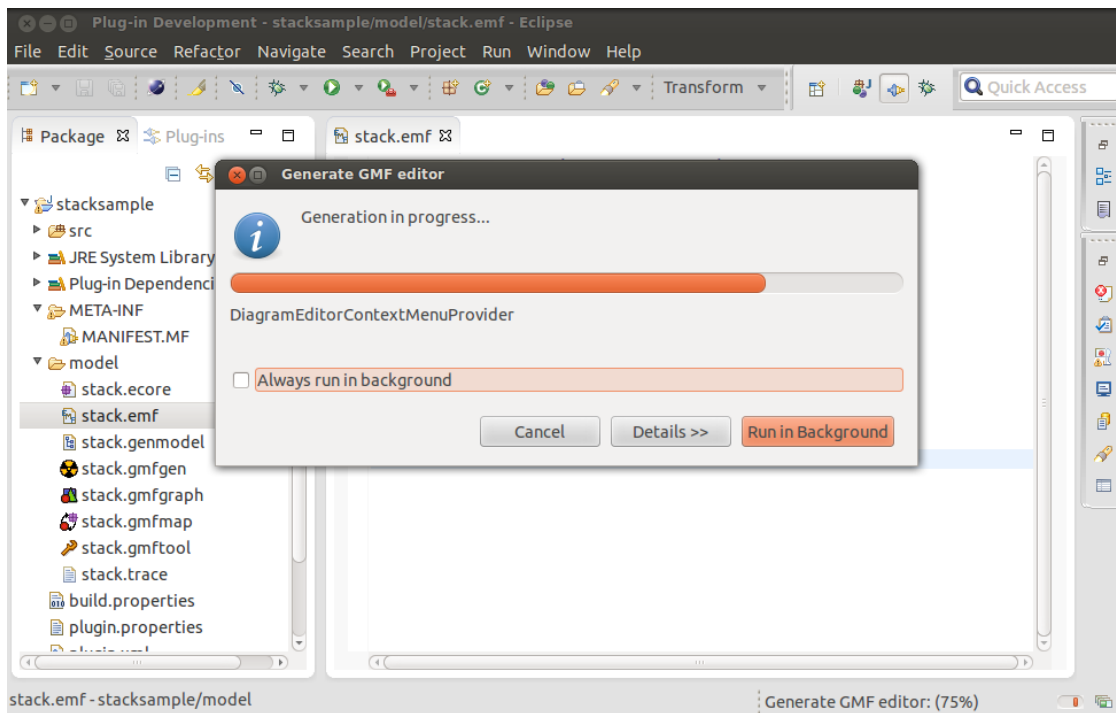 Plug-in Development - stacksample/model/stack.emf - Eclipse
File Edit Source Refactor Navigate Search Project Run Window Help
Transform
Quick Access
Package
Plug-ins
stack.emf
Generate GMF editor
Generation in progress...
DiagramEditorContextMenuProvider
Always run in background
Cancel
Details >>
Run in Background
stacksample
src
JRE System Library
Plug-in Dependenci
META-INF
MANIFEST.MF
model
stack.ecore
stack.emf
stack.genmodel
stack.gmfgen
stack.gmfgraph
stack.gmfmap
stack.gmftool
stack.trace
build.properties
plugin.properties
stack.emf - stacksample/model
Generate GMF editor: (75%)